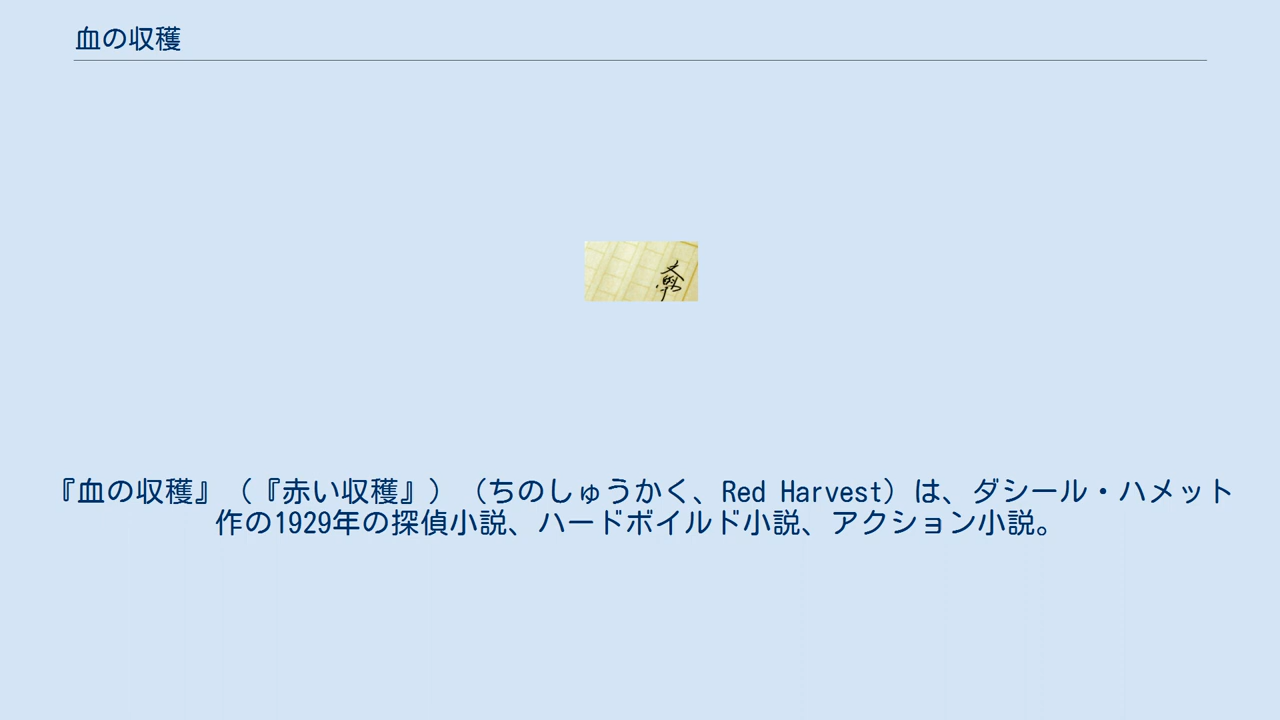 血の収穫
『血の収穫』（『赤い収穫』）（ちのしゅうかく、Red Harvest）は、ダシール・ハメット
作の1929年の探偵小説、ハードボイルド小説、アクション小説。